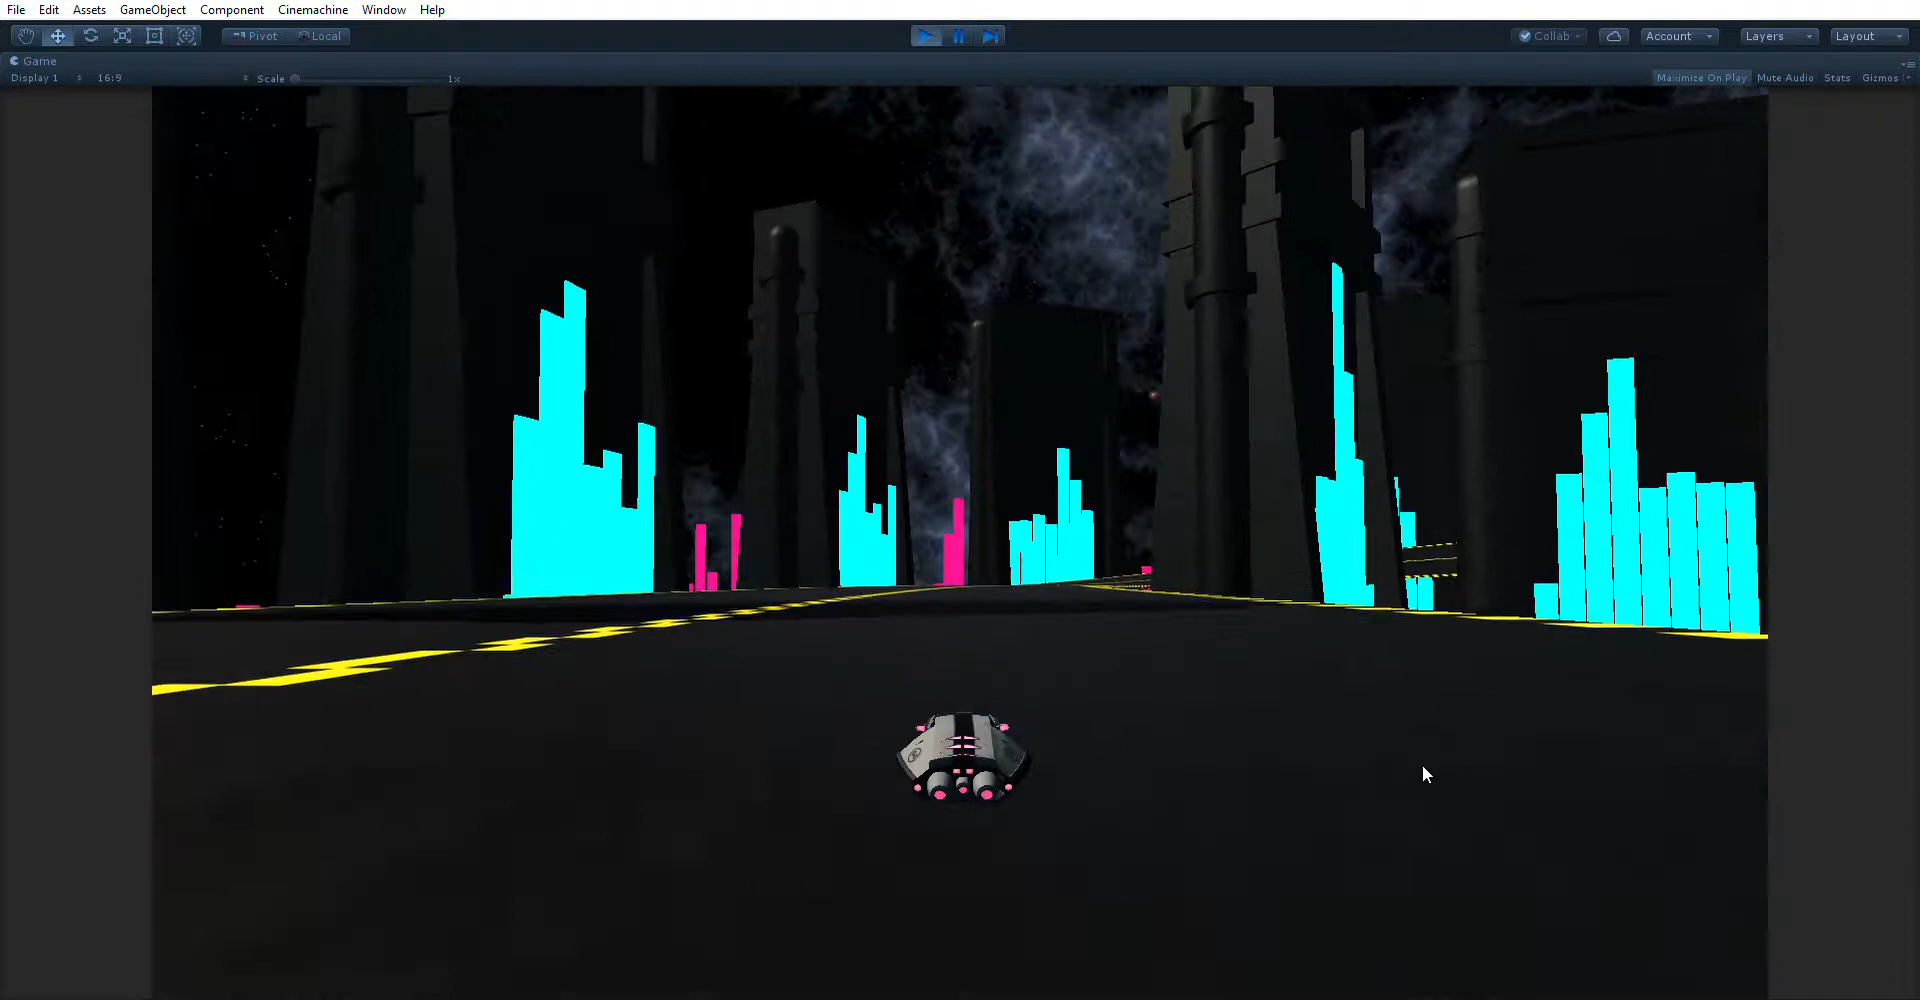 File Edit Assets GameObject Component Cinemachine Window Help
Pivot Local Collab Account Layers Layout
Game
Display 1 16:9 Scale 1x Maximize On Play Mute Audio Stats Gizmos